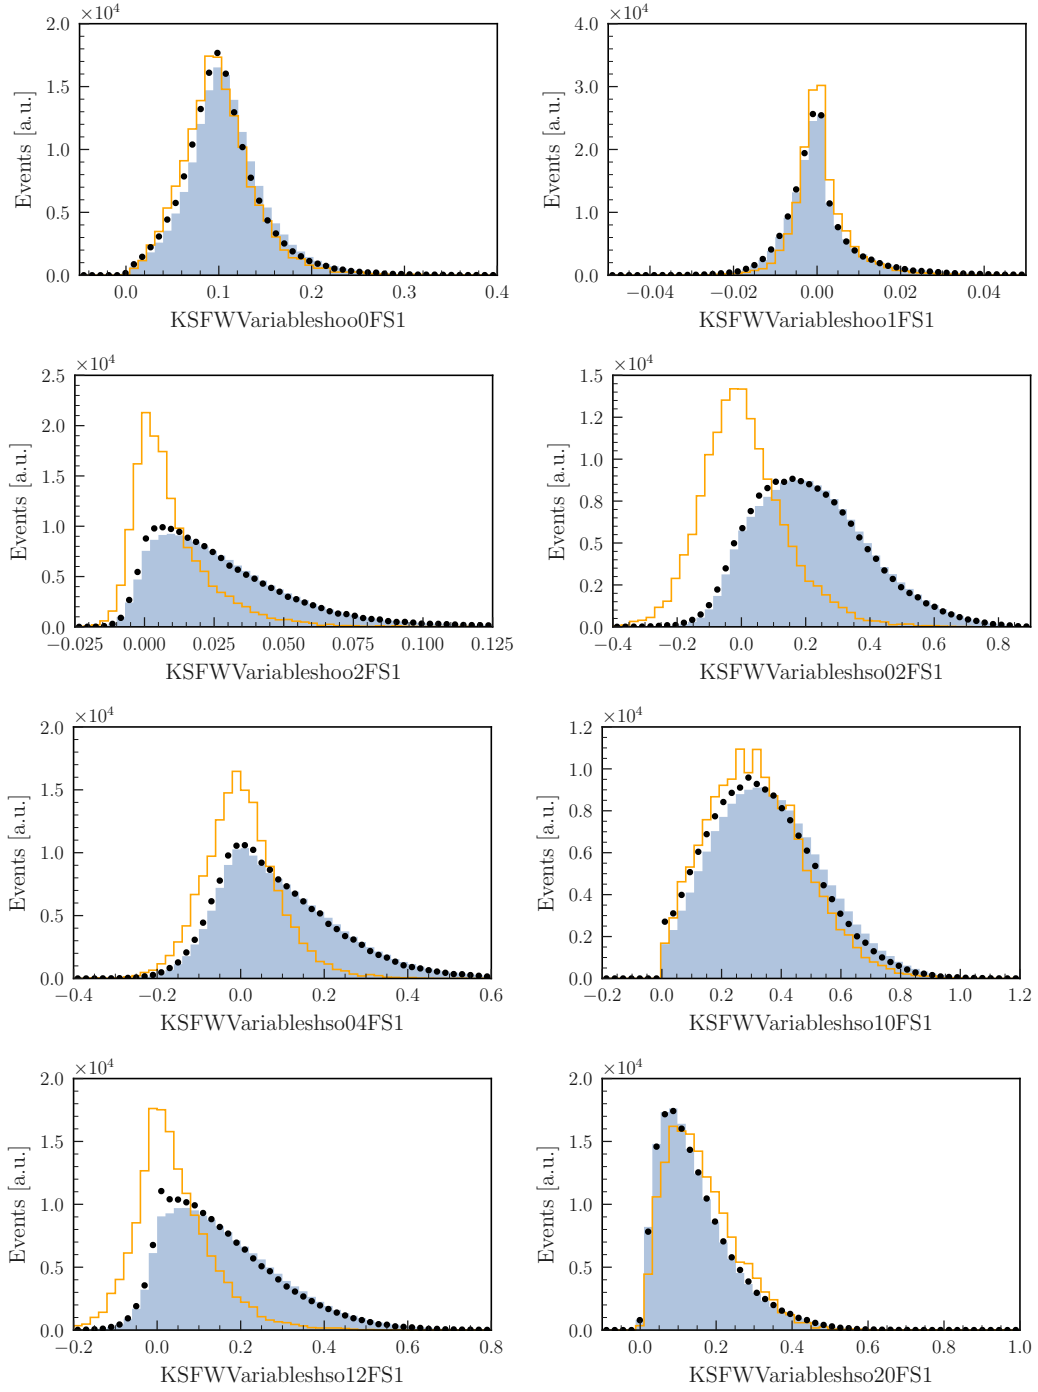 ×10⁴ ×10⁴
2.0 4.0
1.5 3.0
1.0 2.0
0.5 1.0
0.0 0.0
Events [a.u.] Events [a.u.]
0.0 0.1 0.2 0.3 0.4 −0.04 −0.02 0.00 0.02 0.04
KSFWVariableshoo0FS1 KSFWVariableshoo1FS1
×10⁴ ×10⁴
2.5 1.5
2.0 1.2
1.5 1.0
1.0 0.8
0.5 0.5
0.0 0.2
0.0
Events [a.u.] Events [a.u.]
−0.025 0.000 0.025 0.050 0.075 0.100 0.125 −0.4 −0.2 0.0 0.2 0.4 0.6 0.8
KSFWVariableshoo2FS1 KSFWVariableshso02FS1
×10⁴ ×10⁴
2.0 1.2
1.5 1.0
1.0 0.8
0.5 0.6
0.0 0.4
0.2
0.0
Events [a.u.] Events [a.u.]
−0.4 −0.2 0.0 0.2 0.4 0.6 −0.2 0.0 0.2 0.4 0.6 0.8 1.0 1.2
KSFWVariableshso04FS1 KSFWVariableshso10FS1
×10⁴ ×10⁴
2.0 2.0
1.5 1.5
1.0 1.0
0.5 0.5
0.0 0.0
Events [a.u.] Events [a.u.]
−0.2 0.0 0.2 0.4 0.6 0.8 0.0 0.2 0.4 0.6 0.8 1.0
KSFWVariableshso12FS1 KSFWVariableshso20FS1